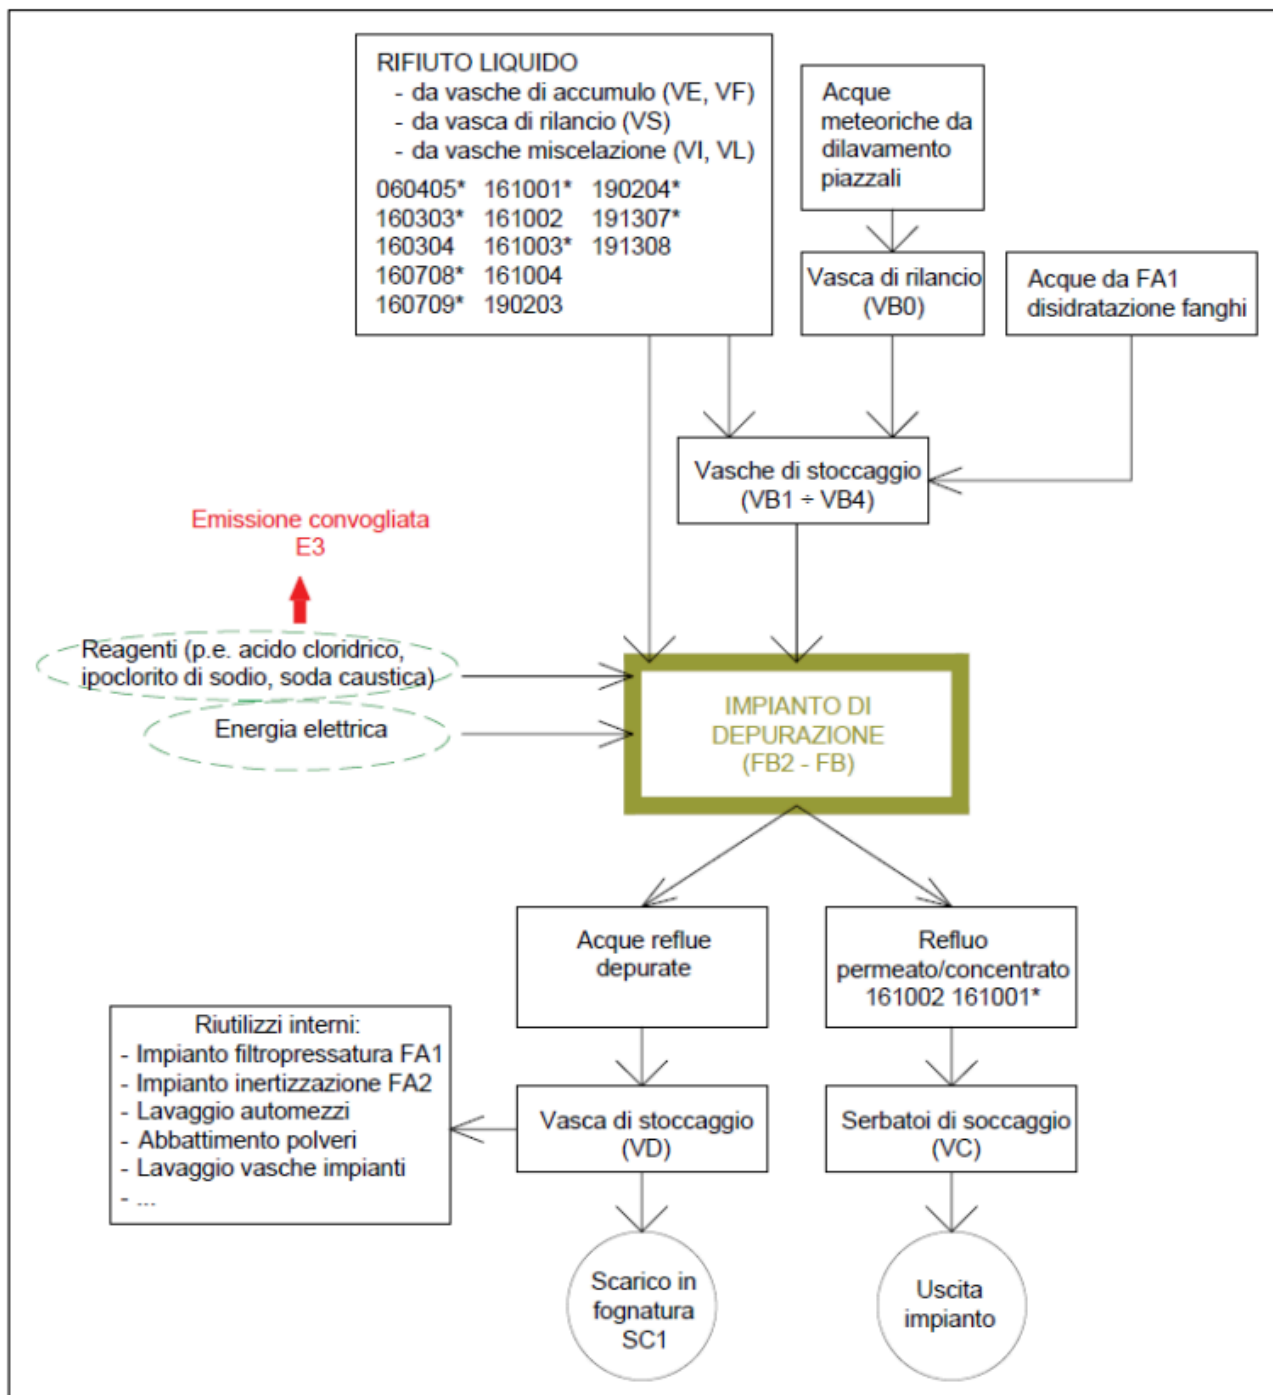 RIFIUTO LIQUIDO
- da vasche di accumulo (VE, VF)
- da vasca di rilancio (VS)
- da vasche miscelazione (VI, VL)
060405* 161001* 190204*
160303* 161002 191307*
160304 161003* 191308
160708* 161004
160709* 190203
Acque
meteoriche da
dilavamento
piazzali
Vasca di rilancio
(VB0)
Acque da FA1
disidratazione fanghi
Vasche di stoccaggio
(VB1 ÷ VB4)
Emissione convogliata
E3
Reagenti (p.e. acido cloridrico,
ipoclorito di sodio, soda caustica)
Energia elettrica
IMPIANTO DI
DEPURAZIONE
(FB2 - FB)
Acque reflue
depurate
Refluo
permeato/concentrato
161002 161001*
Riutilizzi interni:
- Impianto filtropressatura FA1
- Impianto inertizzazione FA2
- Lavaggio automezzi
- Abbattimento polveri
- Lavaggio vasche impianti
- ...
Vasca di stoccaggio
(VD)
Serbatoi di soccaggio
(VC)
Scarico in
fognatura
SC1
Uscita
impianto